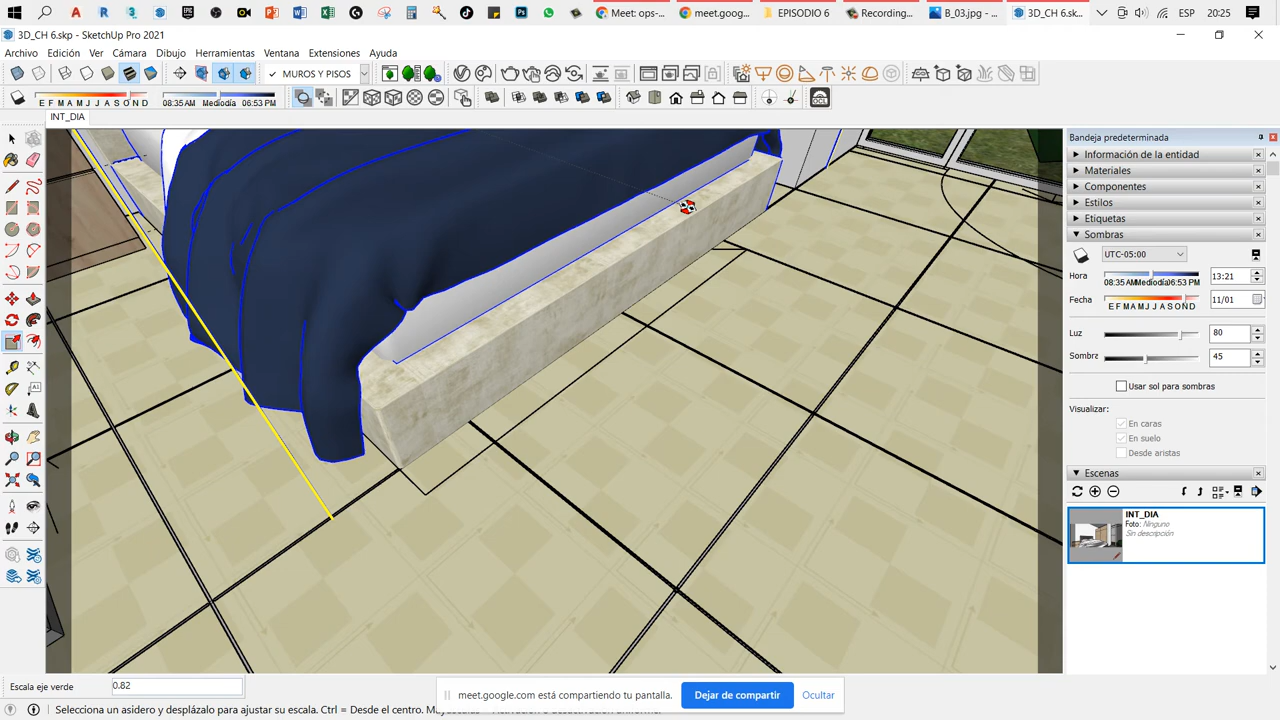 Meet: ops-...
meet.goog...
EPISODIO 6
Recording...
B_03.jpg - ...
3D_CH 6.sk...
ESP
20:25
3D_CH 6.skp - SketchUp Pro 2021
Archivo
Edición
Ver
Cámara
Dibujo
Herramientas
Ventana
Extensiones
Ayuda
✓ MUROS Y PISOS
E F M A M J J A S O N D
08:35 AM
Mediodía
06:53 PM
INT_DIA
Bandeja predeterminada
Información de la entidad
Materiales
Componentes
Estilos
Etiquetas
Sombras
UTC-05:00
Hora
08:35 AM
Mediodía
06:53 PM
13:21
Fecha
E F M A M J J A S O N D
11/01
Luz
80
Sombra
45
Usar sol para sombras
Visualizar:
En caras
En suelo
Desde aristas
Escenas
INT_DIA
Foto: Ninguno
Sin descripción
Escala eje verde
0.82
meet.google.com está compartiendo tu pantalla.
Dejar de compartir
Ocultar
Selecciona un asidero y desplázalo para ajustar su escala. Ctrl = Desde el centro.